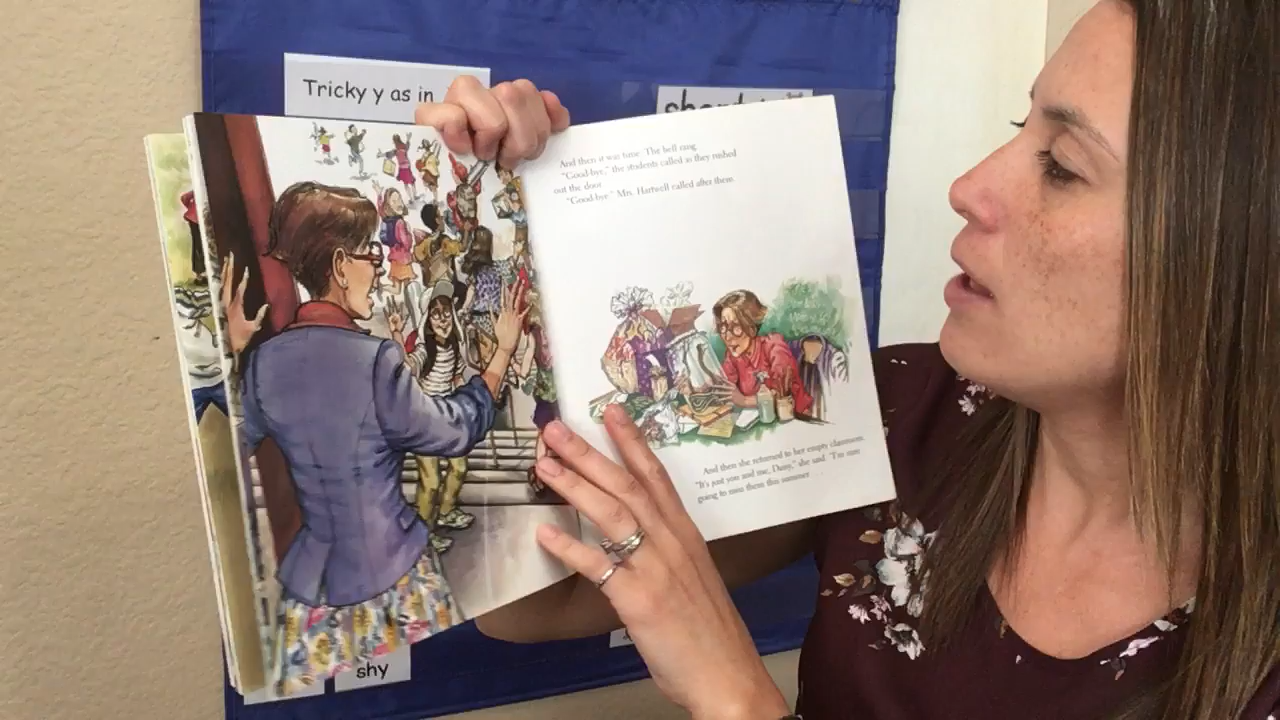 Tricky y as in
And then it was time. The bell rang.
"Good-bye," the students called as they rushed
out the door.
"Good-bye." Mrs. Hartwell called after them.
And then she returned to her empty classroom.
"It's just you and me, Daisy," she said. "I'm sure
going to miss them this summer . . .
shy